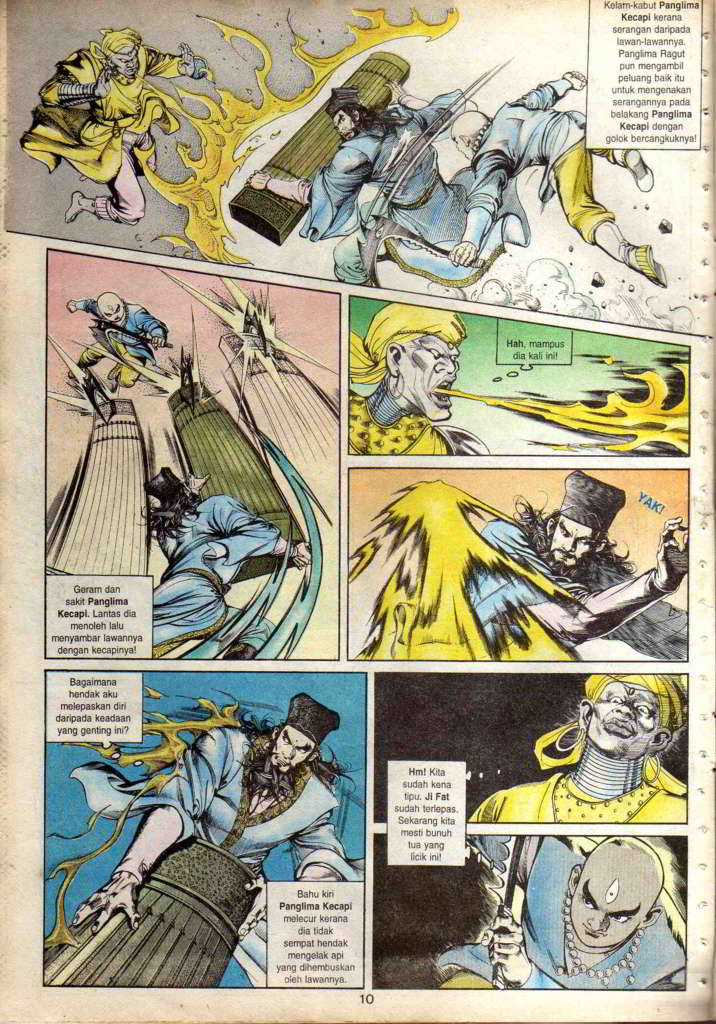 Kelam-kabut Panglima
Kecapi kerana
serangan daripada
lawan-lawannya.
Panglima Ragut
pun mengambil
peluang baik itu
untuk mengenakan
serangannya pada
belakang Panglima
Kecapi dengan
golok bercangkuknya!
Hah, mampus
dia kali ini!
YAK!
Geram dan
sakit Panglima
Kecapi. Lantas dia
menoleh lalu
menyambar lawannya
dengan kecapinya!
Bagaimana
hendak aku
melepaskan diri
daripada keadaan
yang genting ini?
Bahu kiri
Panglima Kecapi
melecur kerana
dia tidak
sempat hendak
mengelak api
yang dihembuskan
oleh lawannya.
Hm! Kita
sudah kena
tipu. Ji Fat
sudah terlepas.
Sekarang kita
mesti bunuh
tua yang
licik ini!
10